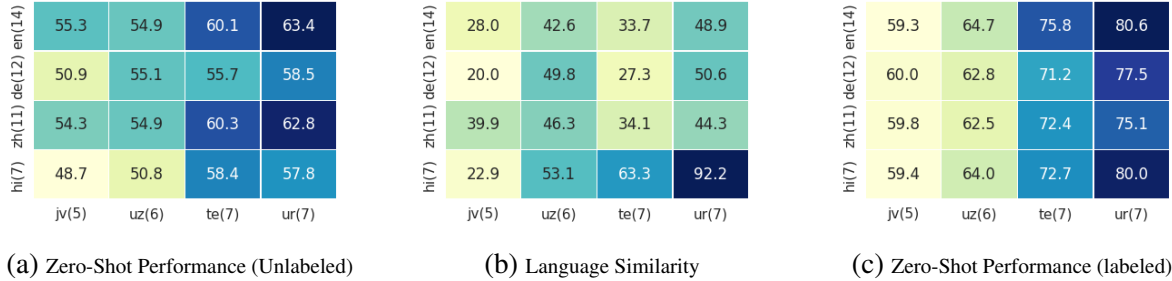 en(14) 55.3 54.9 60.1 63.4
de(12) 50.9 55.1 55.7 58.5
zh(11) 54.3 54.9 60.3 62.8
hi(7) 48.7 50.8 58.4 57.8
jv(5) uz(6) te(7) ur(7)
(a) Zero-Shot Performance (Unlabeled)
en(14) 28.0 42.6 33.7 48.9
de(12) 20.0 49.8 27.3 50.6
zh(11) 39.9 46.3 34.1 44.3
hi(7) 22.9 53.1 63.3 92.2
jv(5) uz(6) te(7) ur(7)
(b) Language Similarity
en(14) 59.3 64.7 75.8 80.6
de(12) 60.0 62.8 71.2 77.5
zh(11) 59.8 62.5 72.4 75.1
hi(7) 59.4 64.0 72.7 80.0
jv(5) uz(6) te(7) ur(7)
(c) Zero-Shot Performance (labeled)